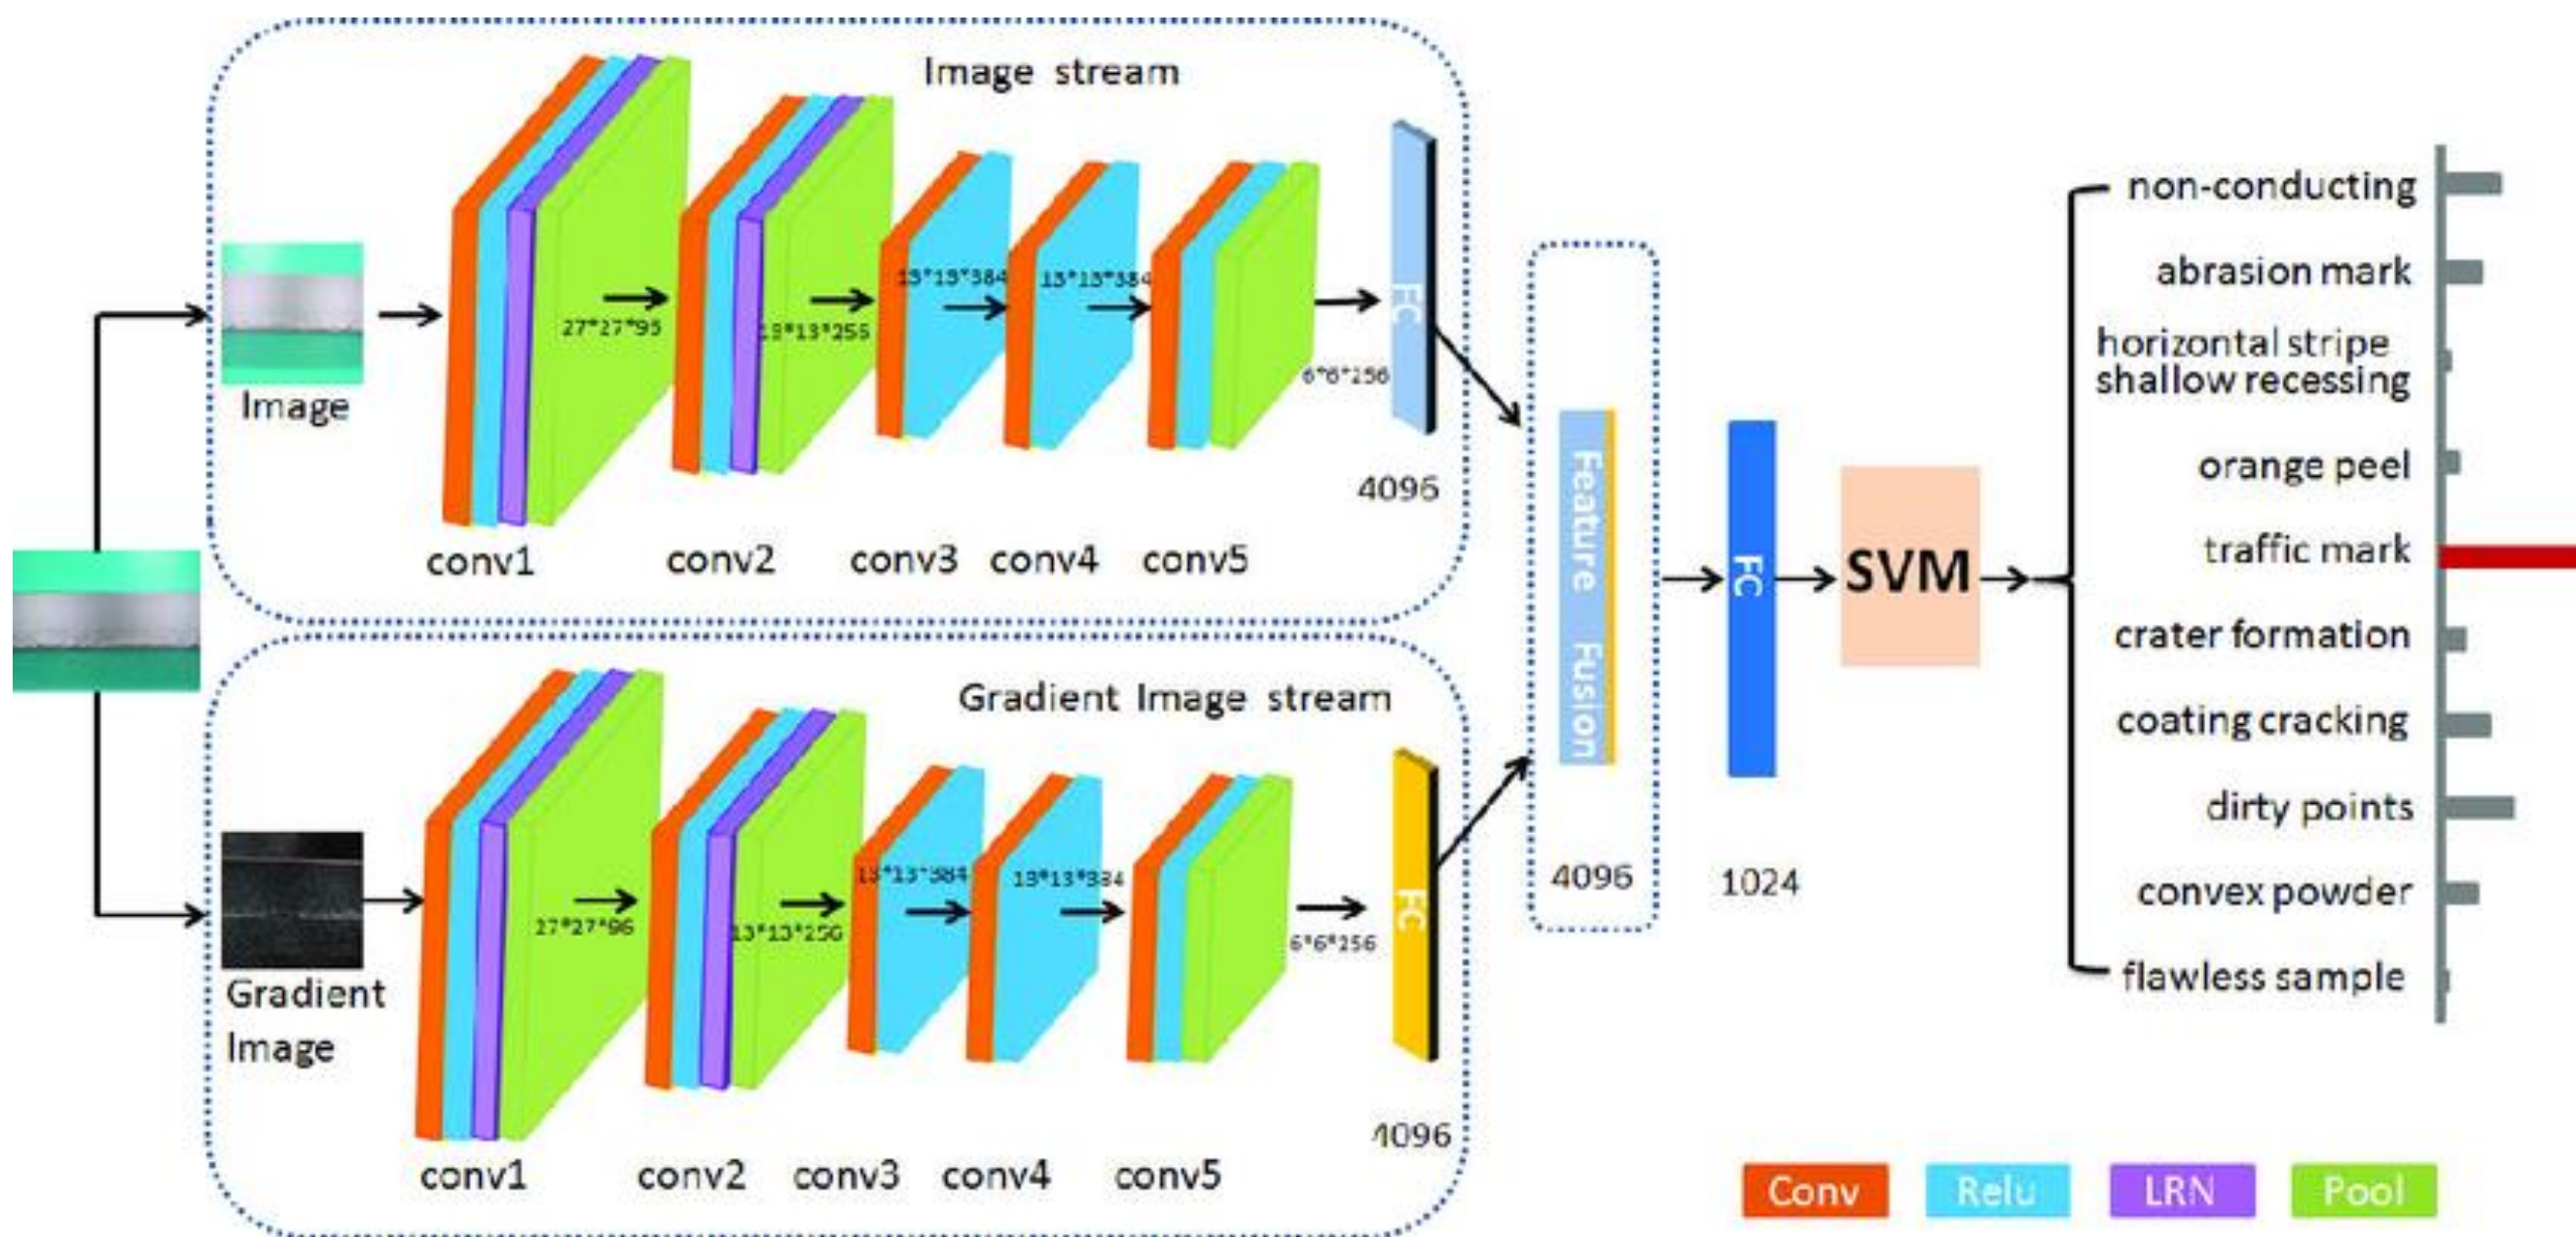 Image stream
Image
27*27*96
13*13*256
13*13*384
13*13*384
6*6*256
FC
4096
conv1
conv2
conv3
conv4
conv5
Gradient Image stream
Gradient
Image
27*27*96
13*13*256
13*13*384
13*13*384
6*6*256
FC
4096
conv1
conv2
conv3
conv4
conv5
Feature Fusion
4096
FC
1024
SVM
non-conducting
abrasion mark
horizontal stripe
shallow recessing
orange peel
traffic mark
crater formation
coating cracking
dirty points
convex powder
flawless sample
Conv
Relu
LRN
Pool